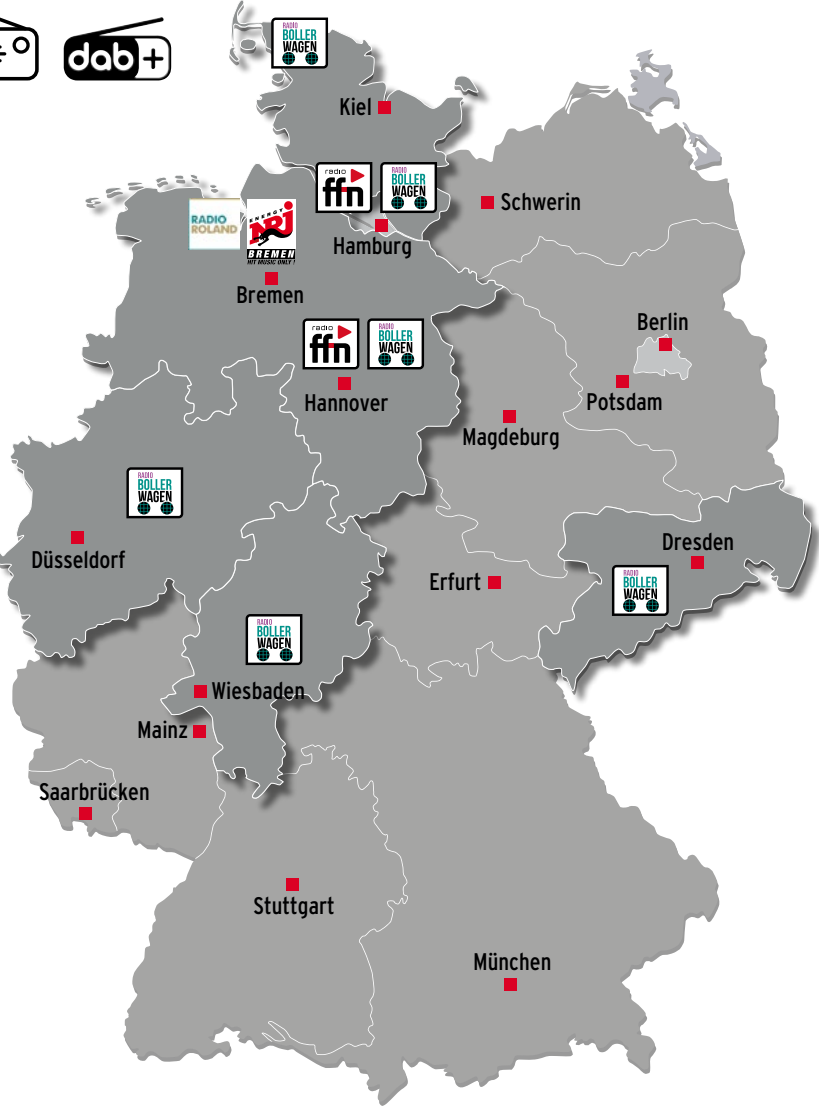 dab+
RADIO
BOLLER
WAGEN
Kiel
radio
ffn
RADIO
BOLLER
WAGEN
Schwerin
RADIO
ROLAND
ENERGY
NRJ
BREMEN
HIT MUSIC ONLY!
Hamburg
Bremen
radio
ffn
RADIO
BOLLER
WAGEN
Berlin
Hannover
Potsdam
Magdeburg
RADIO
BOLLER
WAGEN
Düsseldorf
Dresden
Erfurt
RADIO
BOLLER
WAGEN
RADIO
BOLLER
WAGEN
Wiesbaden
Mainz
Saarbrücken
Stuttgart
München